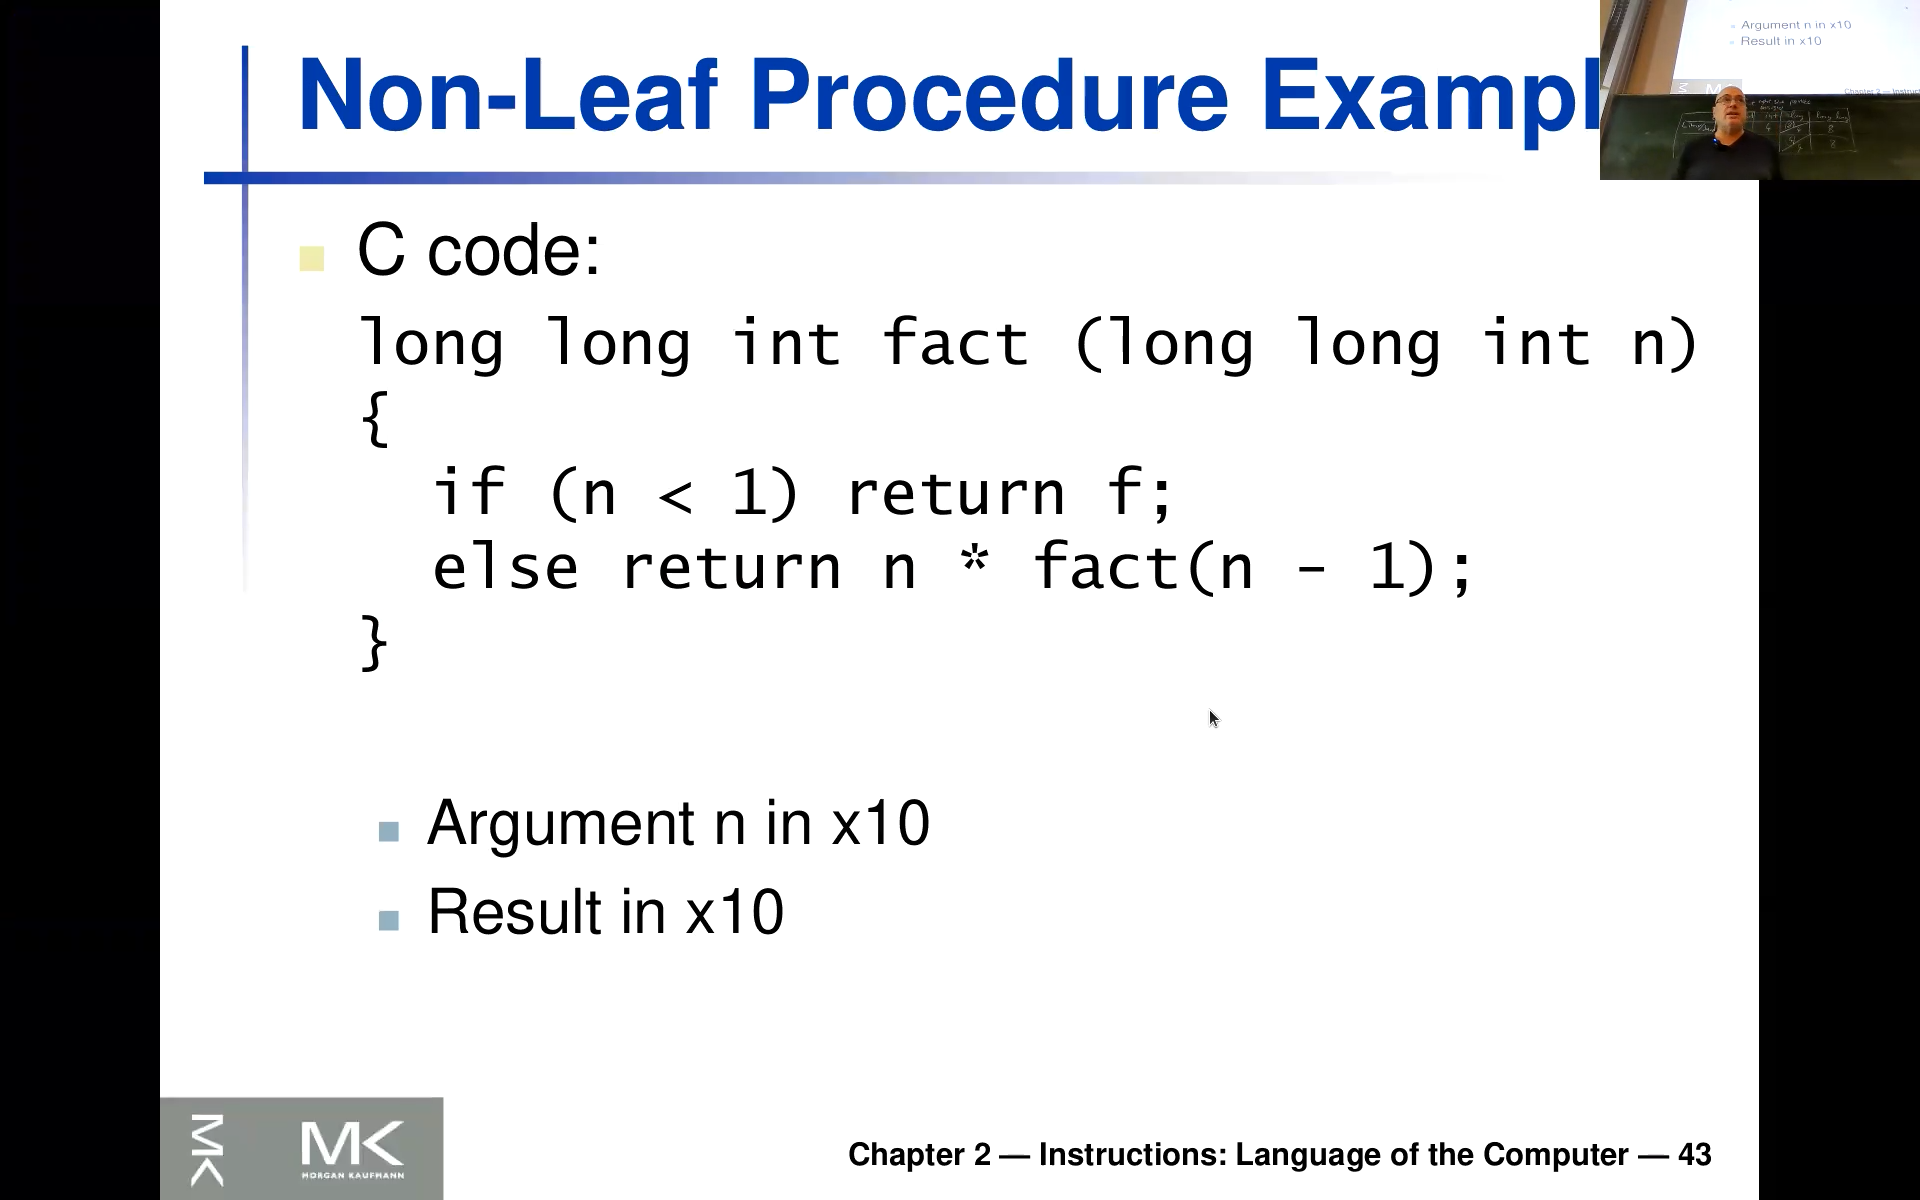 Non-Leaf Procedure Exampl
C code:
long long int fact (long long int n)
{
if (n < 1) return f;
else return n * fact(n - 1);
}
Argument n in x10
Result in x10
MK
MK
MORGAN KAUFMANN
Chapter 2 — Instructions: Language of the Computer — 43
Argument n in x10
Result in x10